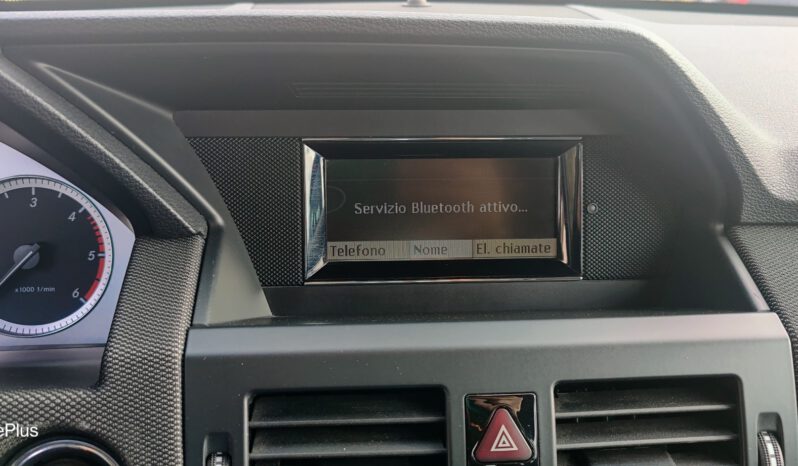 Servizio Bluetooth attivo...
Telefono Nome El. chiamate
3
4
5
6
x1000 1/min
ePlus